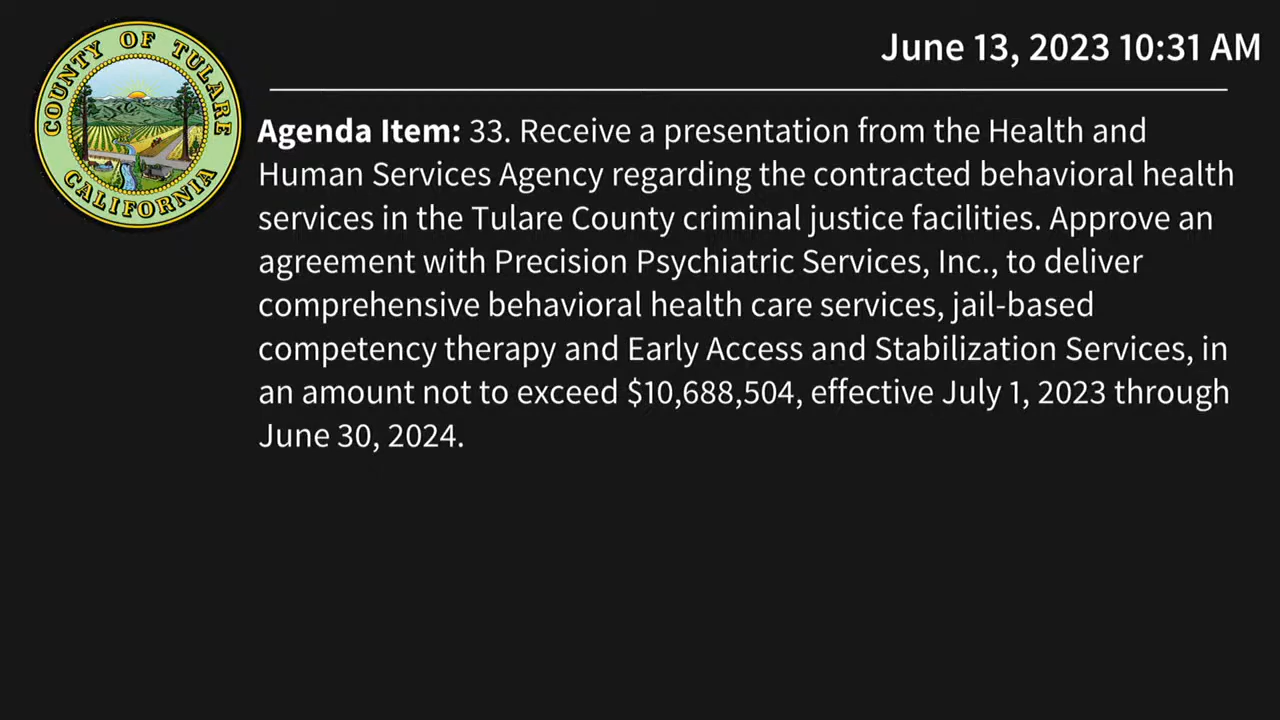 COUNTY OF TULARE
CALIFORNIA
June 13, 2023 10:31 AM
Agenda Item: 33. Receive a presentation from the Health and
Human Services Agency regarding the contracted behavioral health
services in the Tulare County criminal justice facilities. Approve an
agreement with Precision Psychiatric Services, Inc., to deliver
comprehensive behavioral health care services, jail-based
competency therapy and Early Access and Stabilization Services, in
an amount not to exceed $10,688,504, effective July 1, 2023 through
June 30, 2024.